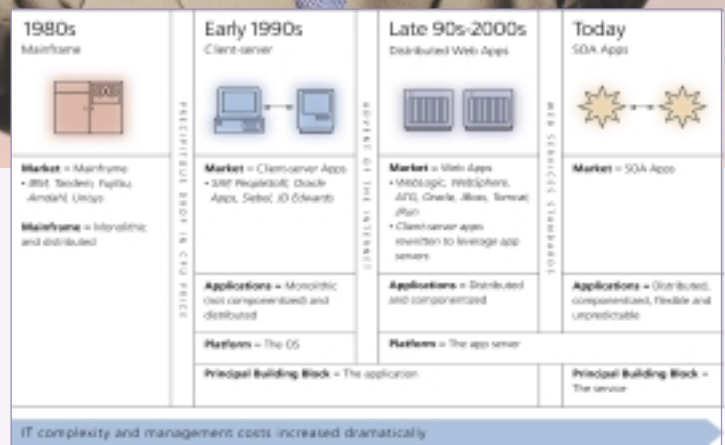 1980s
Mainframe
Market = Mainframe
• IBM, Tandem, Fujitsu,
Amdahl, Unisys
Mainframe = Monolithic
and distributed
PRECIPITOUS DROP IN CPU PRICE
Early 1990s
Client-server
Market = Client-server Apps
• SAP, PeopleSoft, Oracle
Apps, Siebel, JD Edwards
Applications = Monolithic
(not componentized) and
distributed
Platform = The OS
Principal Building Block = The application
ADVENT OF THE INTERNET
Late 90s-2000s
Distributed Web Apps
Market = Web Apps
• WebLogic, WebSphere,
ATG, Oracle, JBoss, Tomcat,
JRun
• Client-server apps
rewritten to leverage app
servers
Applications = Distributed
and componentized
Platform = The app server
WEB SERVICES STANDARDS
Today
SOA Apps
Market = SOA Apps
Applications = Distributed,
componentized, flexible and
unpredictable
Principal Building Block =
The service
IT complexity and management costs increased dramatically